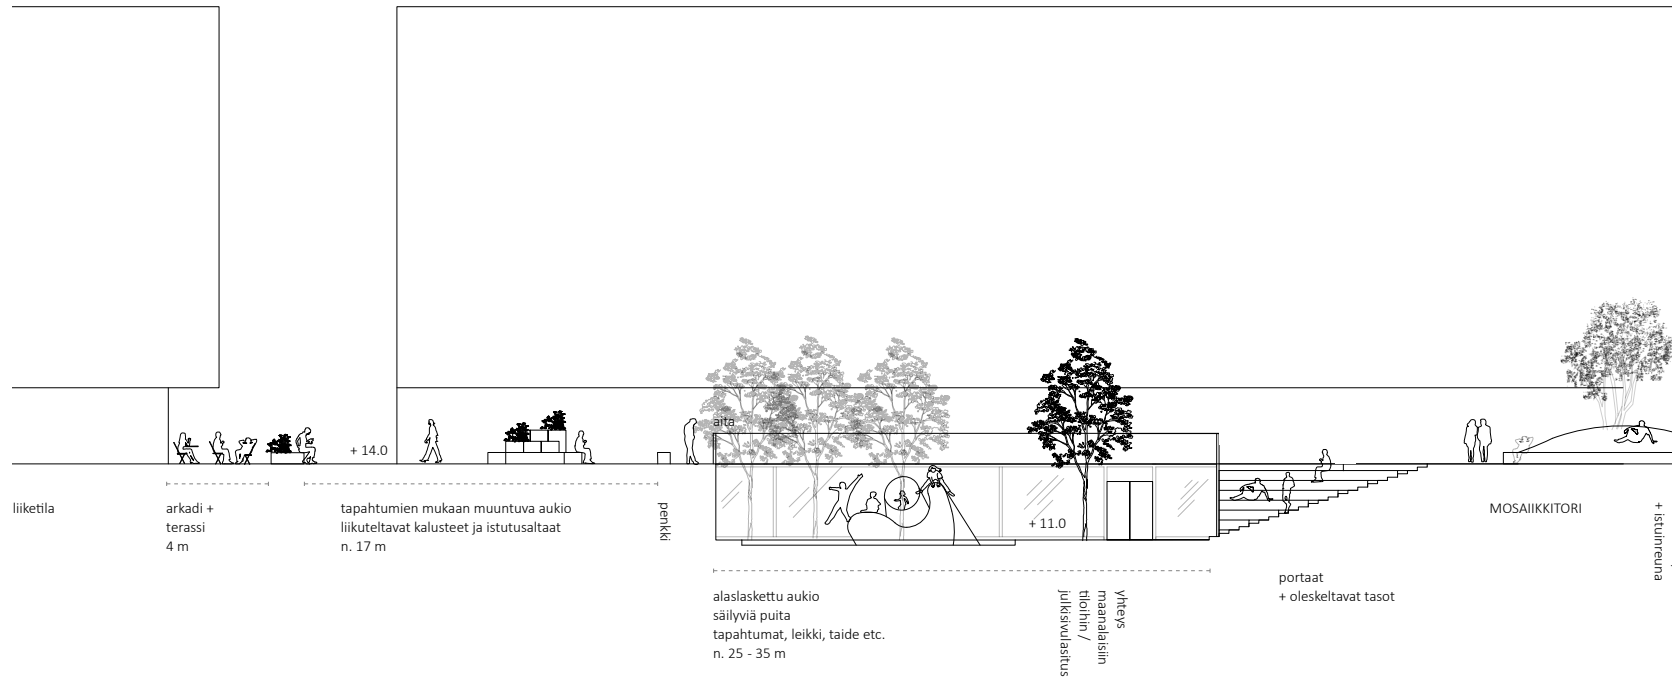 aita
+ 14.0
+ 11.0
liiketila
arkadi +
terassi
4 m
tapahtumien mukaan muuntuva aukio
liikuteltavat kalusteet ja istutusaltaat
n. 17 m
penkki
MOSAIIKKITORI
+ istuinreuna
alaslaskettu aukio
säilyviä puita
tapahtumat, leikki, taide etc.
n. 25 - 35 m
yhteys
maanalaisiin
tiloihin /
julkisivulasitus
portaat
+ oleskeltavat tasot